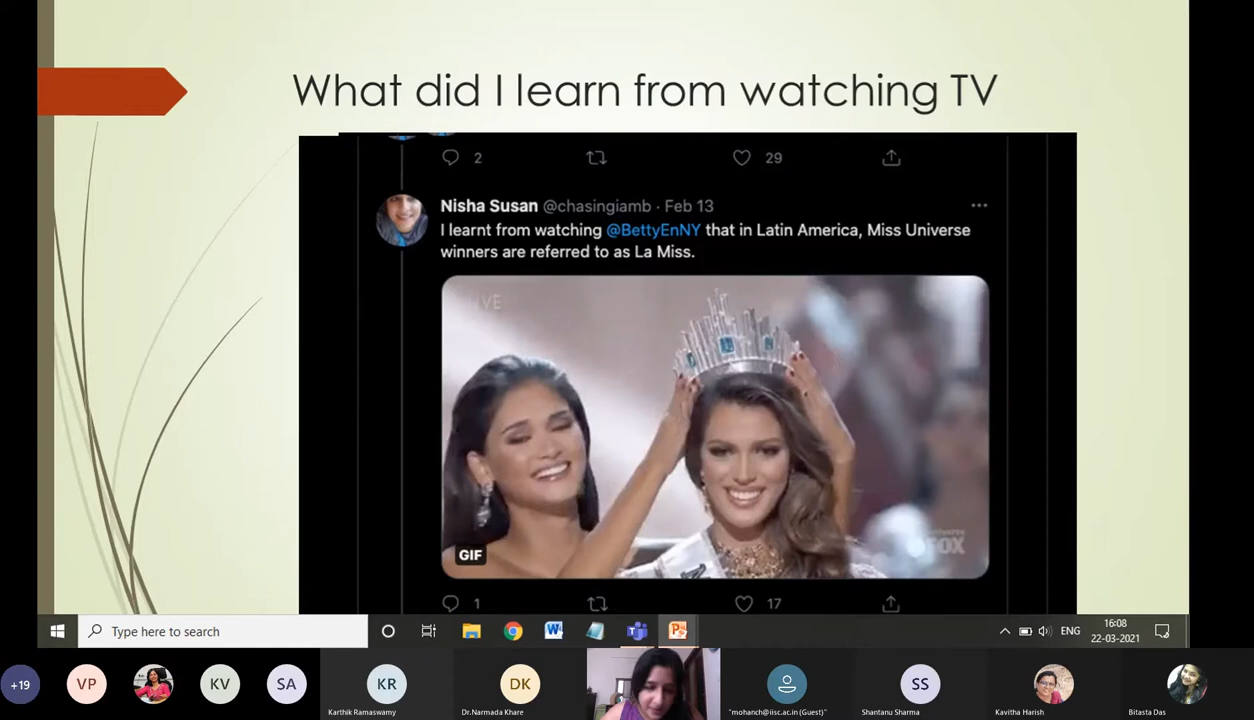 What did I learn from watching TV
2 29
Nisha Susan @chasingiamb · Feb 13
I learnt from watching @BettyEnNY that in Latin America, Miss Universe
winners are referred to as La Miss.
GIF
FOX
1 17
Type here to search
ENG
16:08
22-03-2021
+19 VP KV SA KR DK SS
Karthik Ramaswamy
Dr.Narmada Khare
"mohanch@iisc.ac.in (Guest)"
Shantanu Sharma
Kavitha Harish
Bitasta Das